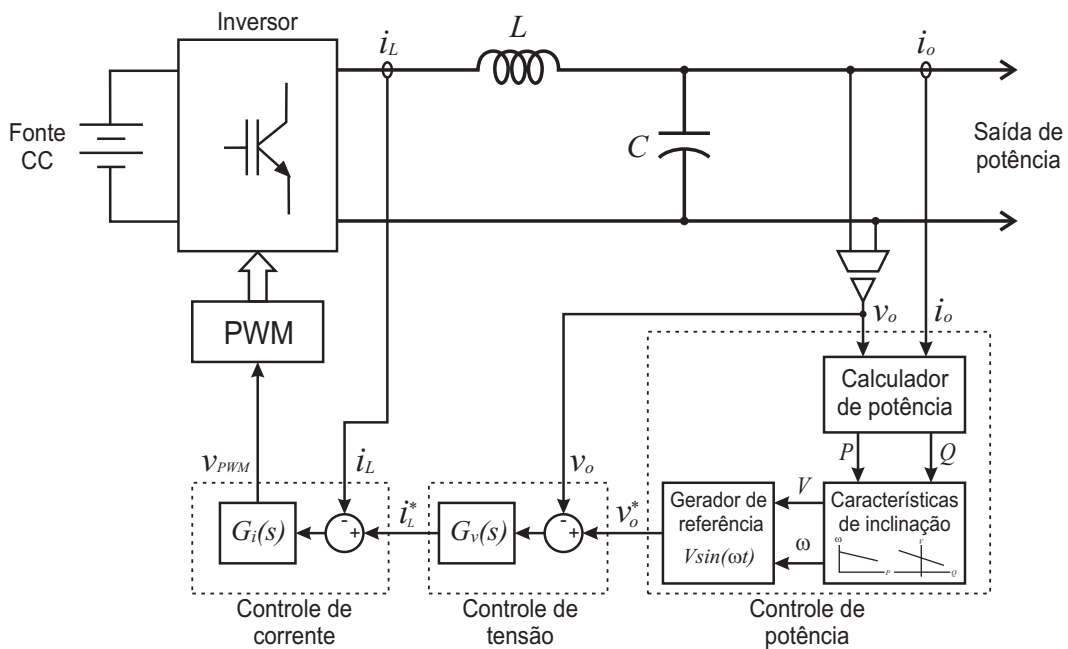 Inversor
i_L
L
i_o
Fonte
CC
C
Saída de
potência
PWM
v_o
i_o
Calculador
de potência
P
Q
v_PWM
i_L
v_o
G_i(s)
-
+
i_L^*
G_v(s)
-
+
v_o^*
Gerador de
referência
Vsin(ωt)
V
ω
Características
de inclinação
ω
P
V
Q
Controle de
corrente
Controle de
tensão
Controle de
potência